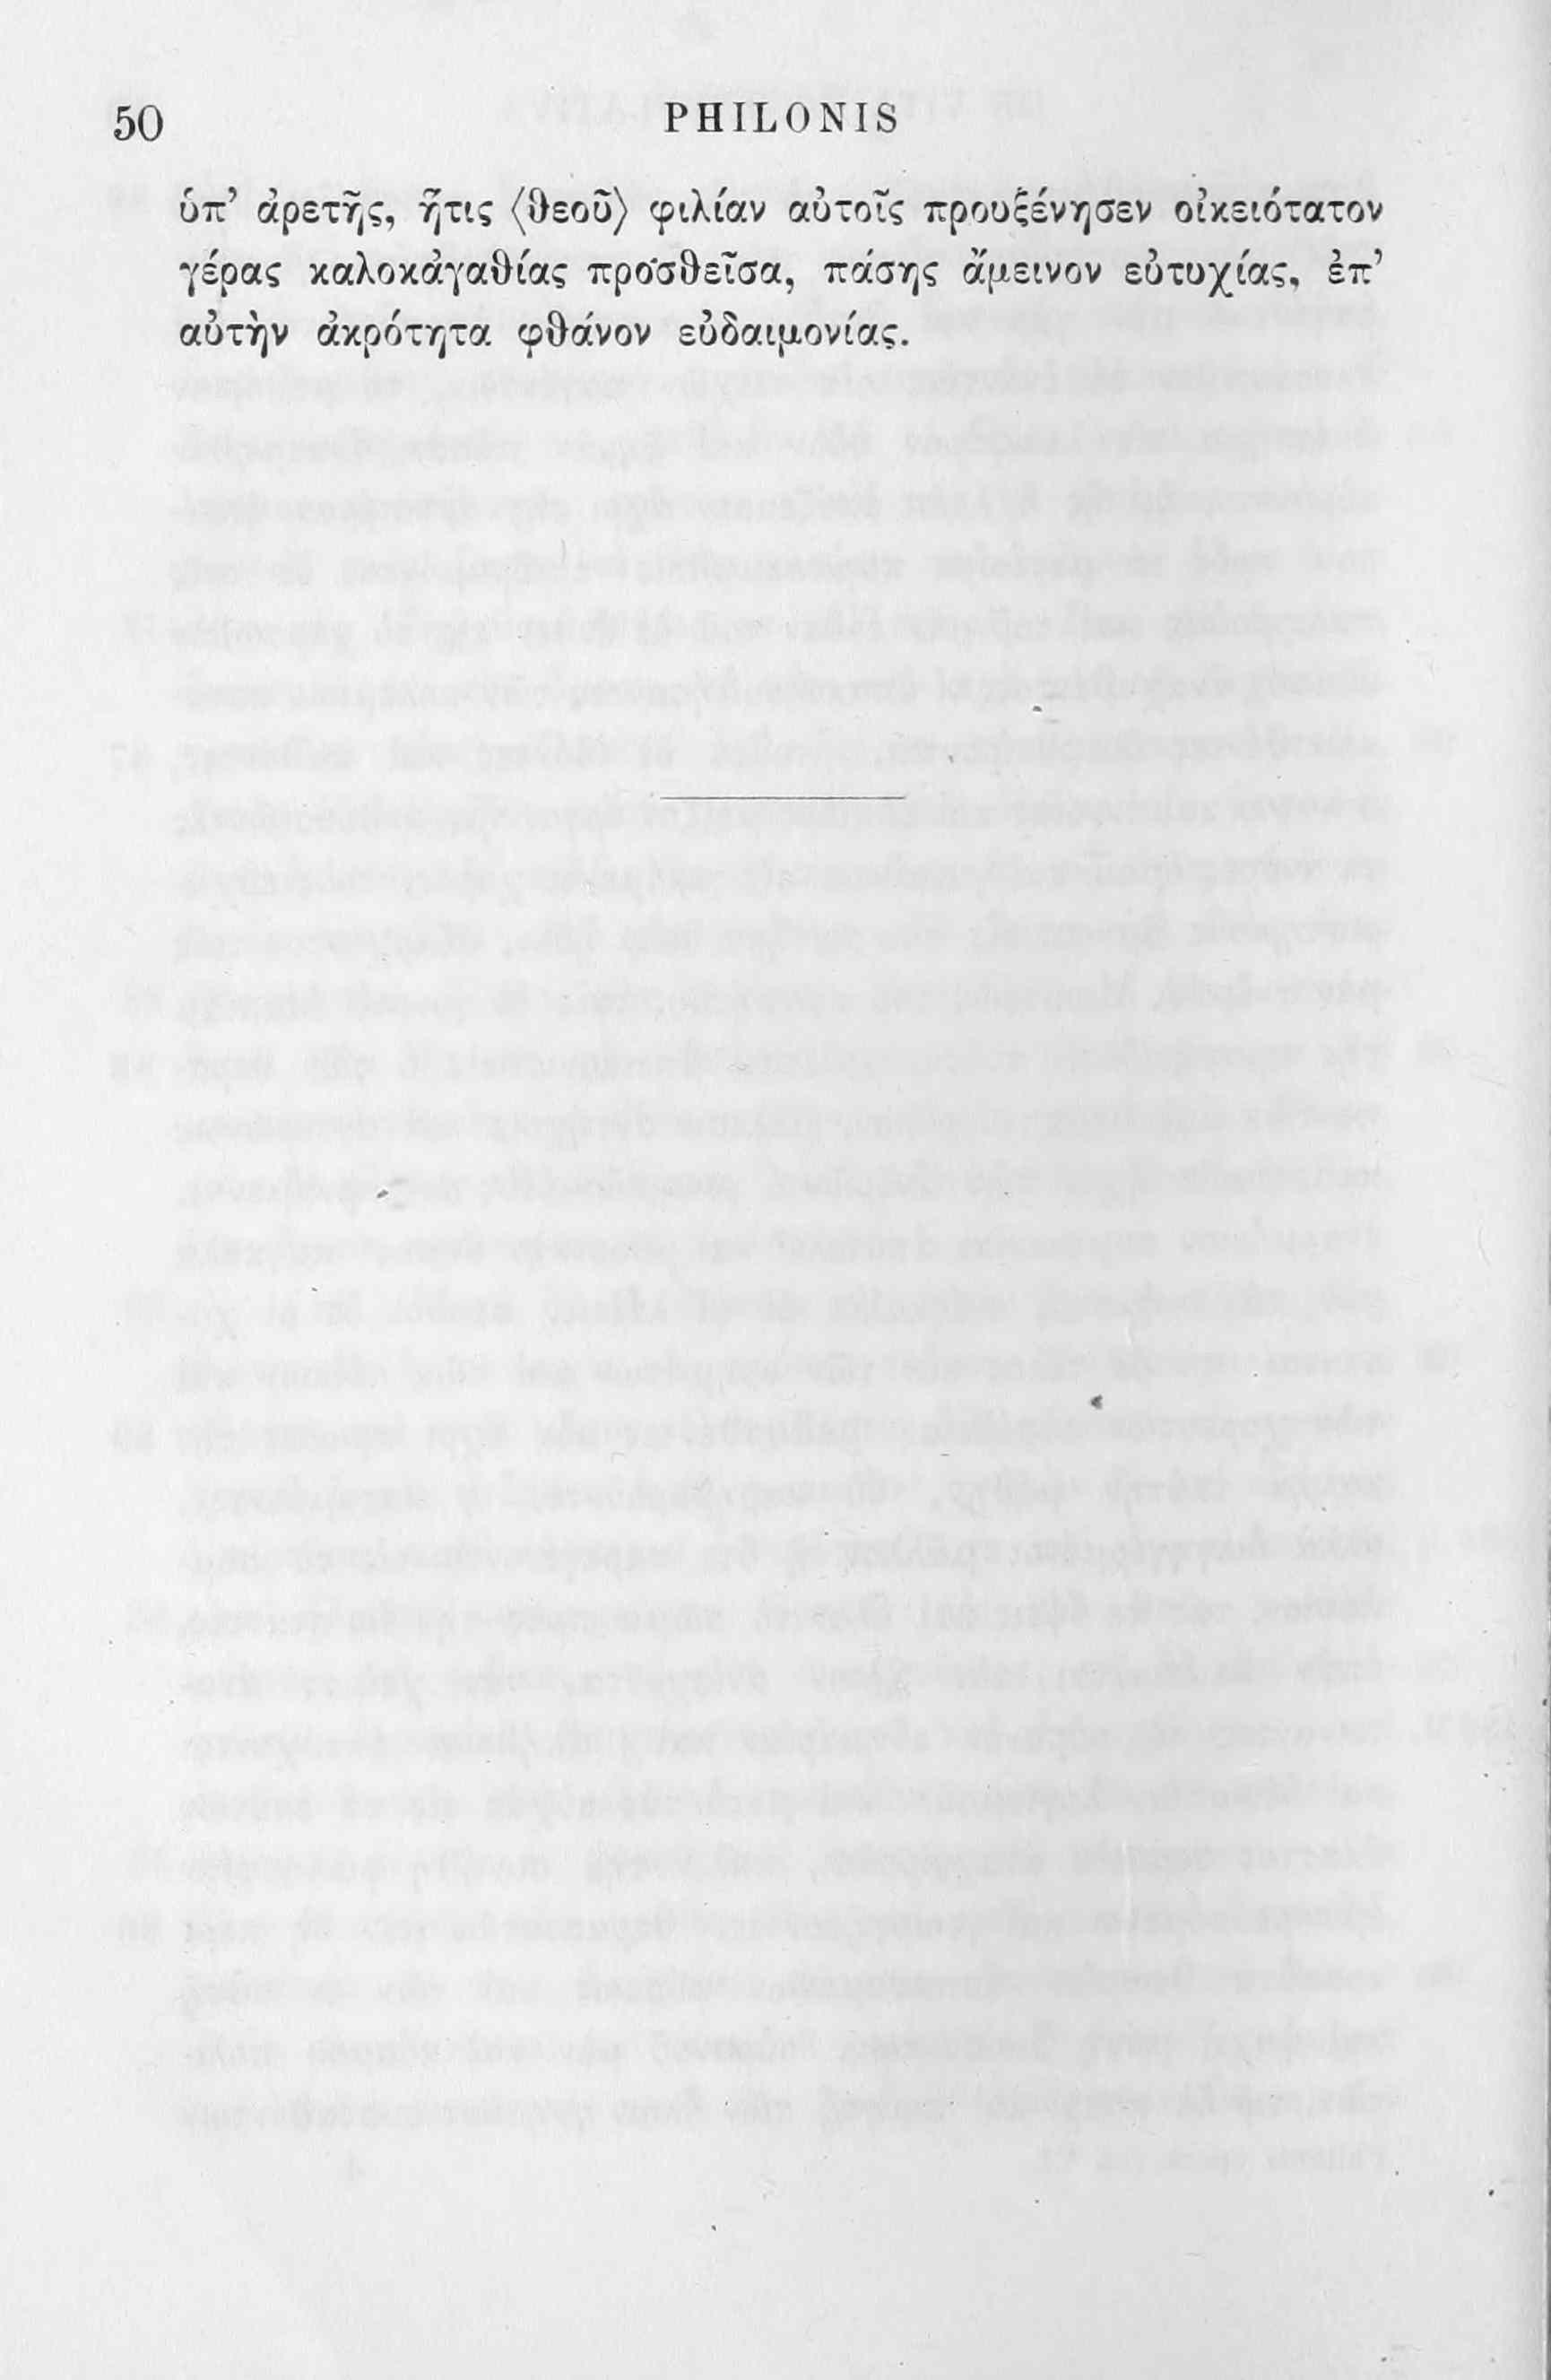 50 PHILONIS
ὑπ’ ἀρετῆς, ἥτις ⟨θεοῦ⟩ φιλίαν αὐτοῖς προυξένησεν οἰκειότατον
γέρας καλοκἀγαθίας προσθεῖσα, πάσης ἄμεινον εὐτυχίας, ἐπ’
αὐτὴν ἀκρότητα φθάνον εὐδαιμονίας.